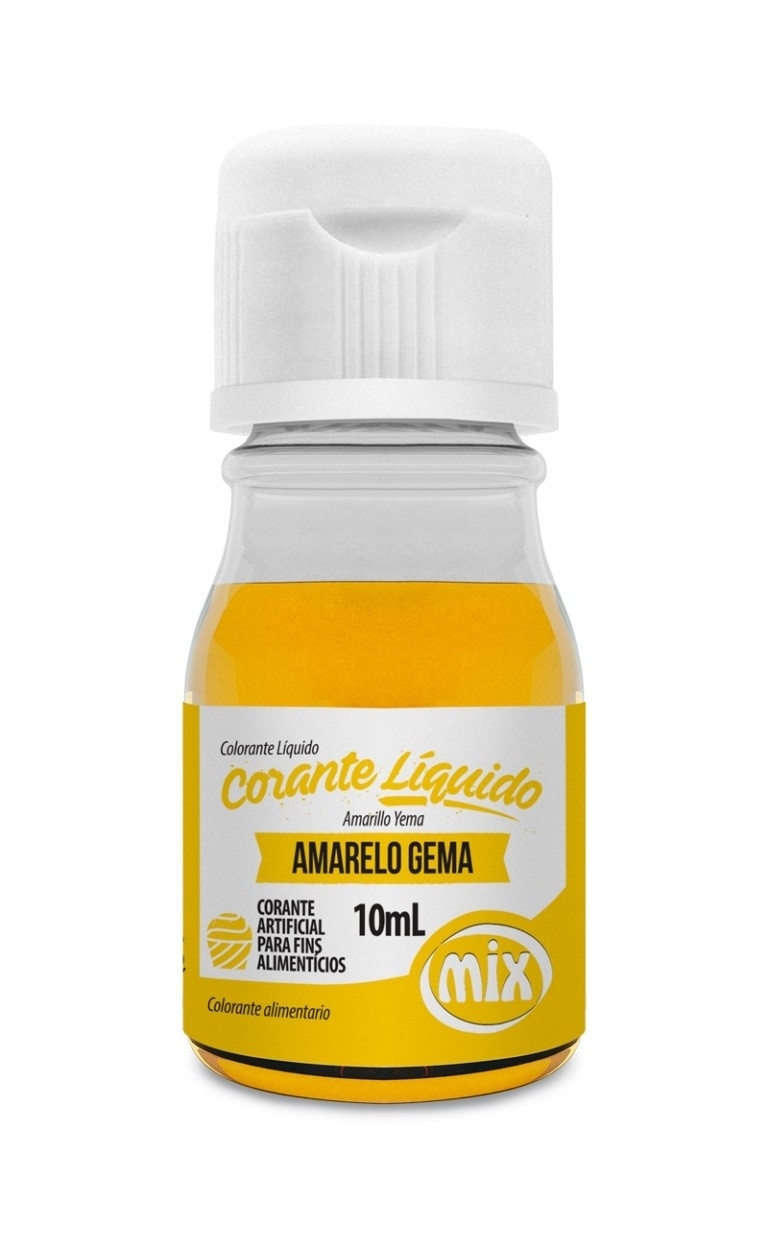 Colorante Líquido
Corante Líquido
Amarillo Yema
AMARELO GEMA
CORANTE
ARTIFICIAL
PARA FINS
ALIMENTÍCIOS
10mL
mix
Colorante alimentario